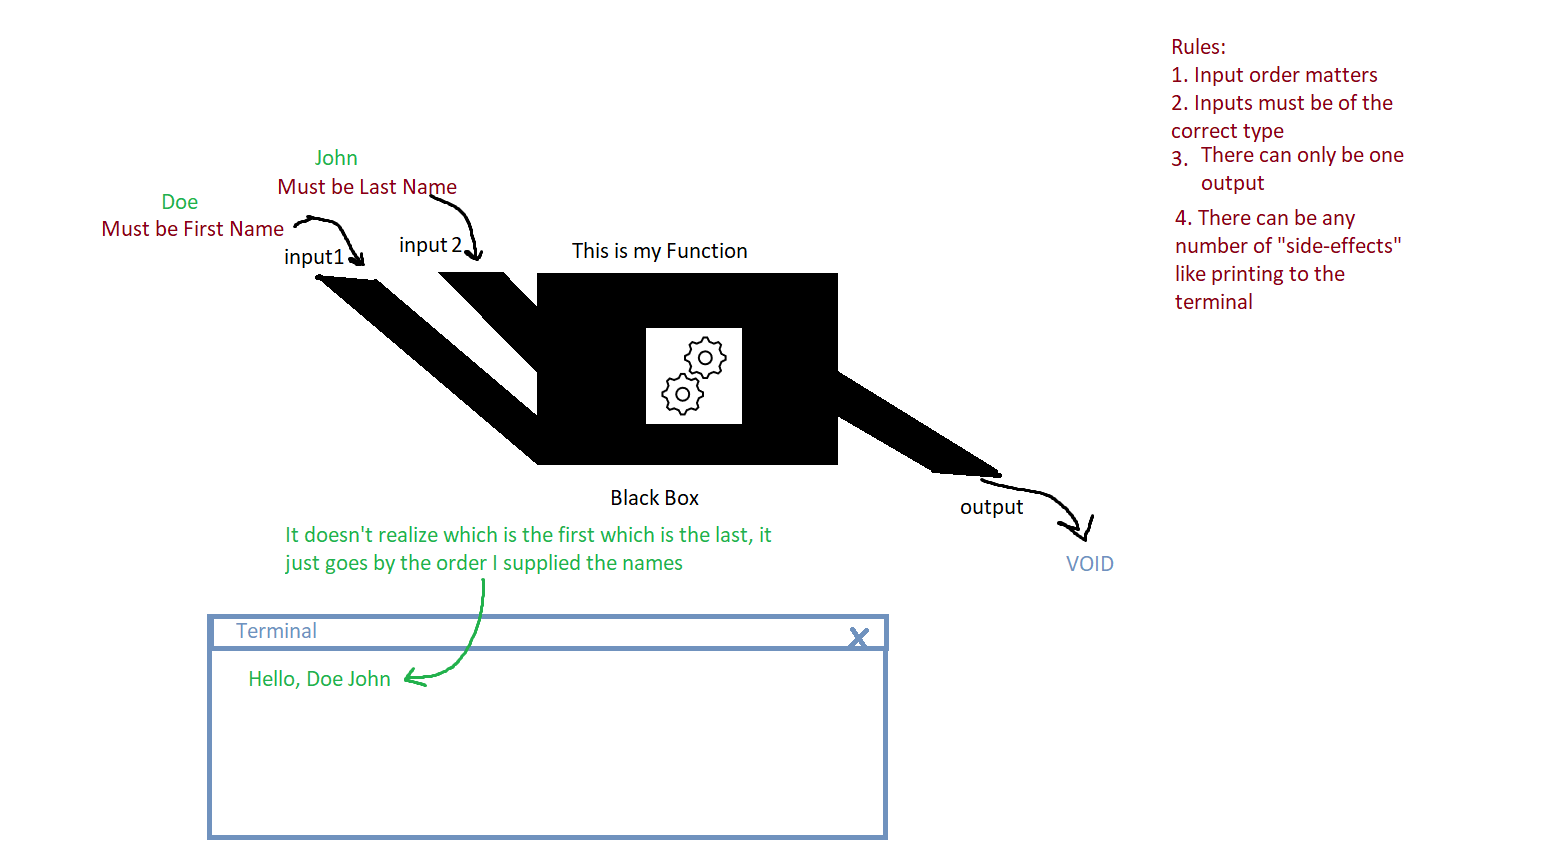 Rules:
1. Input order matters
2. Inputs must be of the
correct type
3. There can only be one
output
4. There can be any
number of "side-effects"
like printing to the
terminal
John
Must be Last Name
Doe
Must be First Name
input1
input 2
This is my Function
Black Box
output
VOID
It doesn't realize which is the first which is the last, it
just goes by the order I supplied the names
Terminal
X
Hello, Doe John